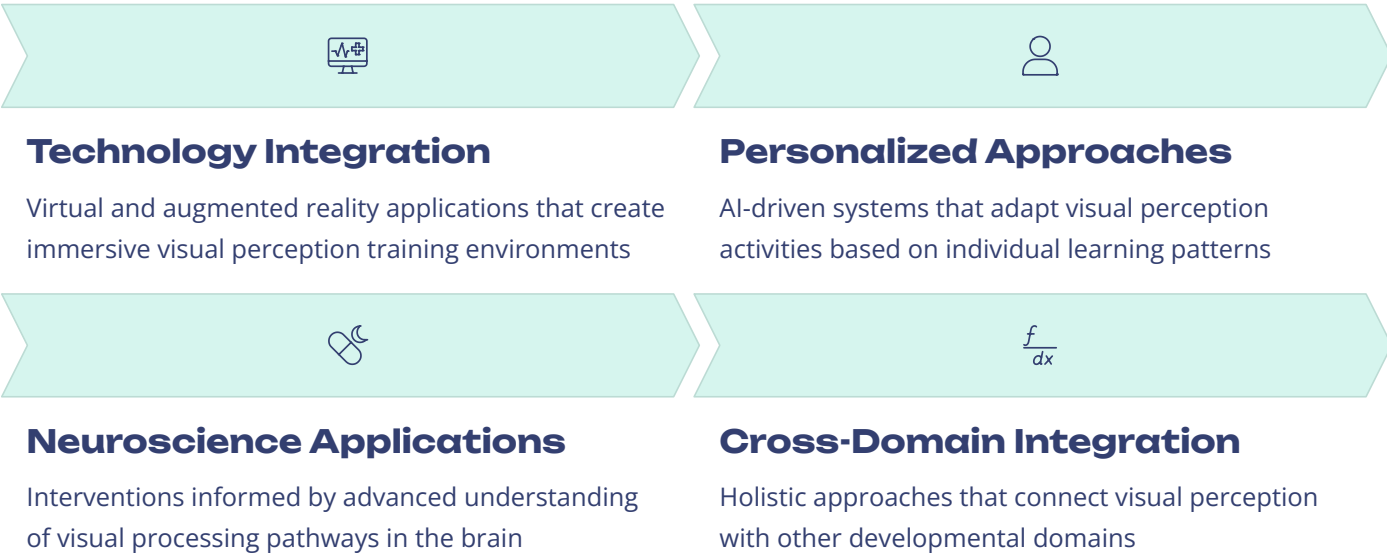 Technology Integration
Virtual and augmented reality applications that create
immersive visual perception training environments
Personalized Approaches
AI-driven systems that adapt visual perception
activities based on individual learning patterns
f
dx
Neuroscience Applications
Interventions informed by advanced understanding
of visual processing pathways in the brain
Cross-Domain Integration
Holistic approaches that connect visual perception
with other developmental domains